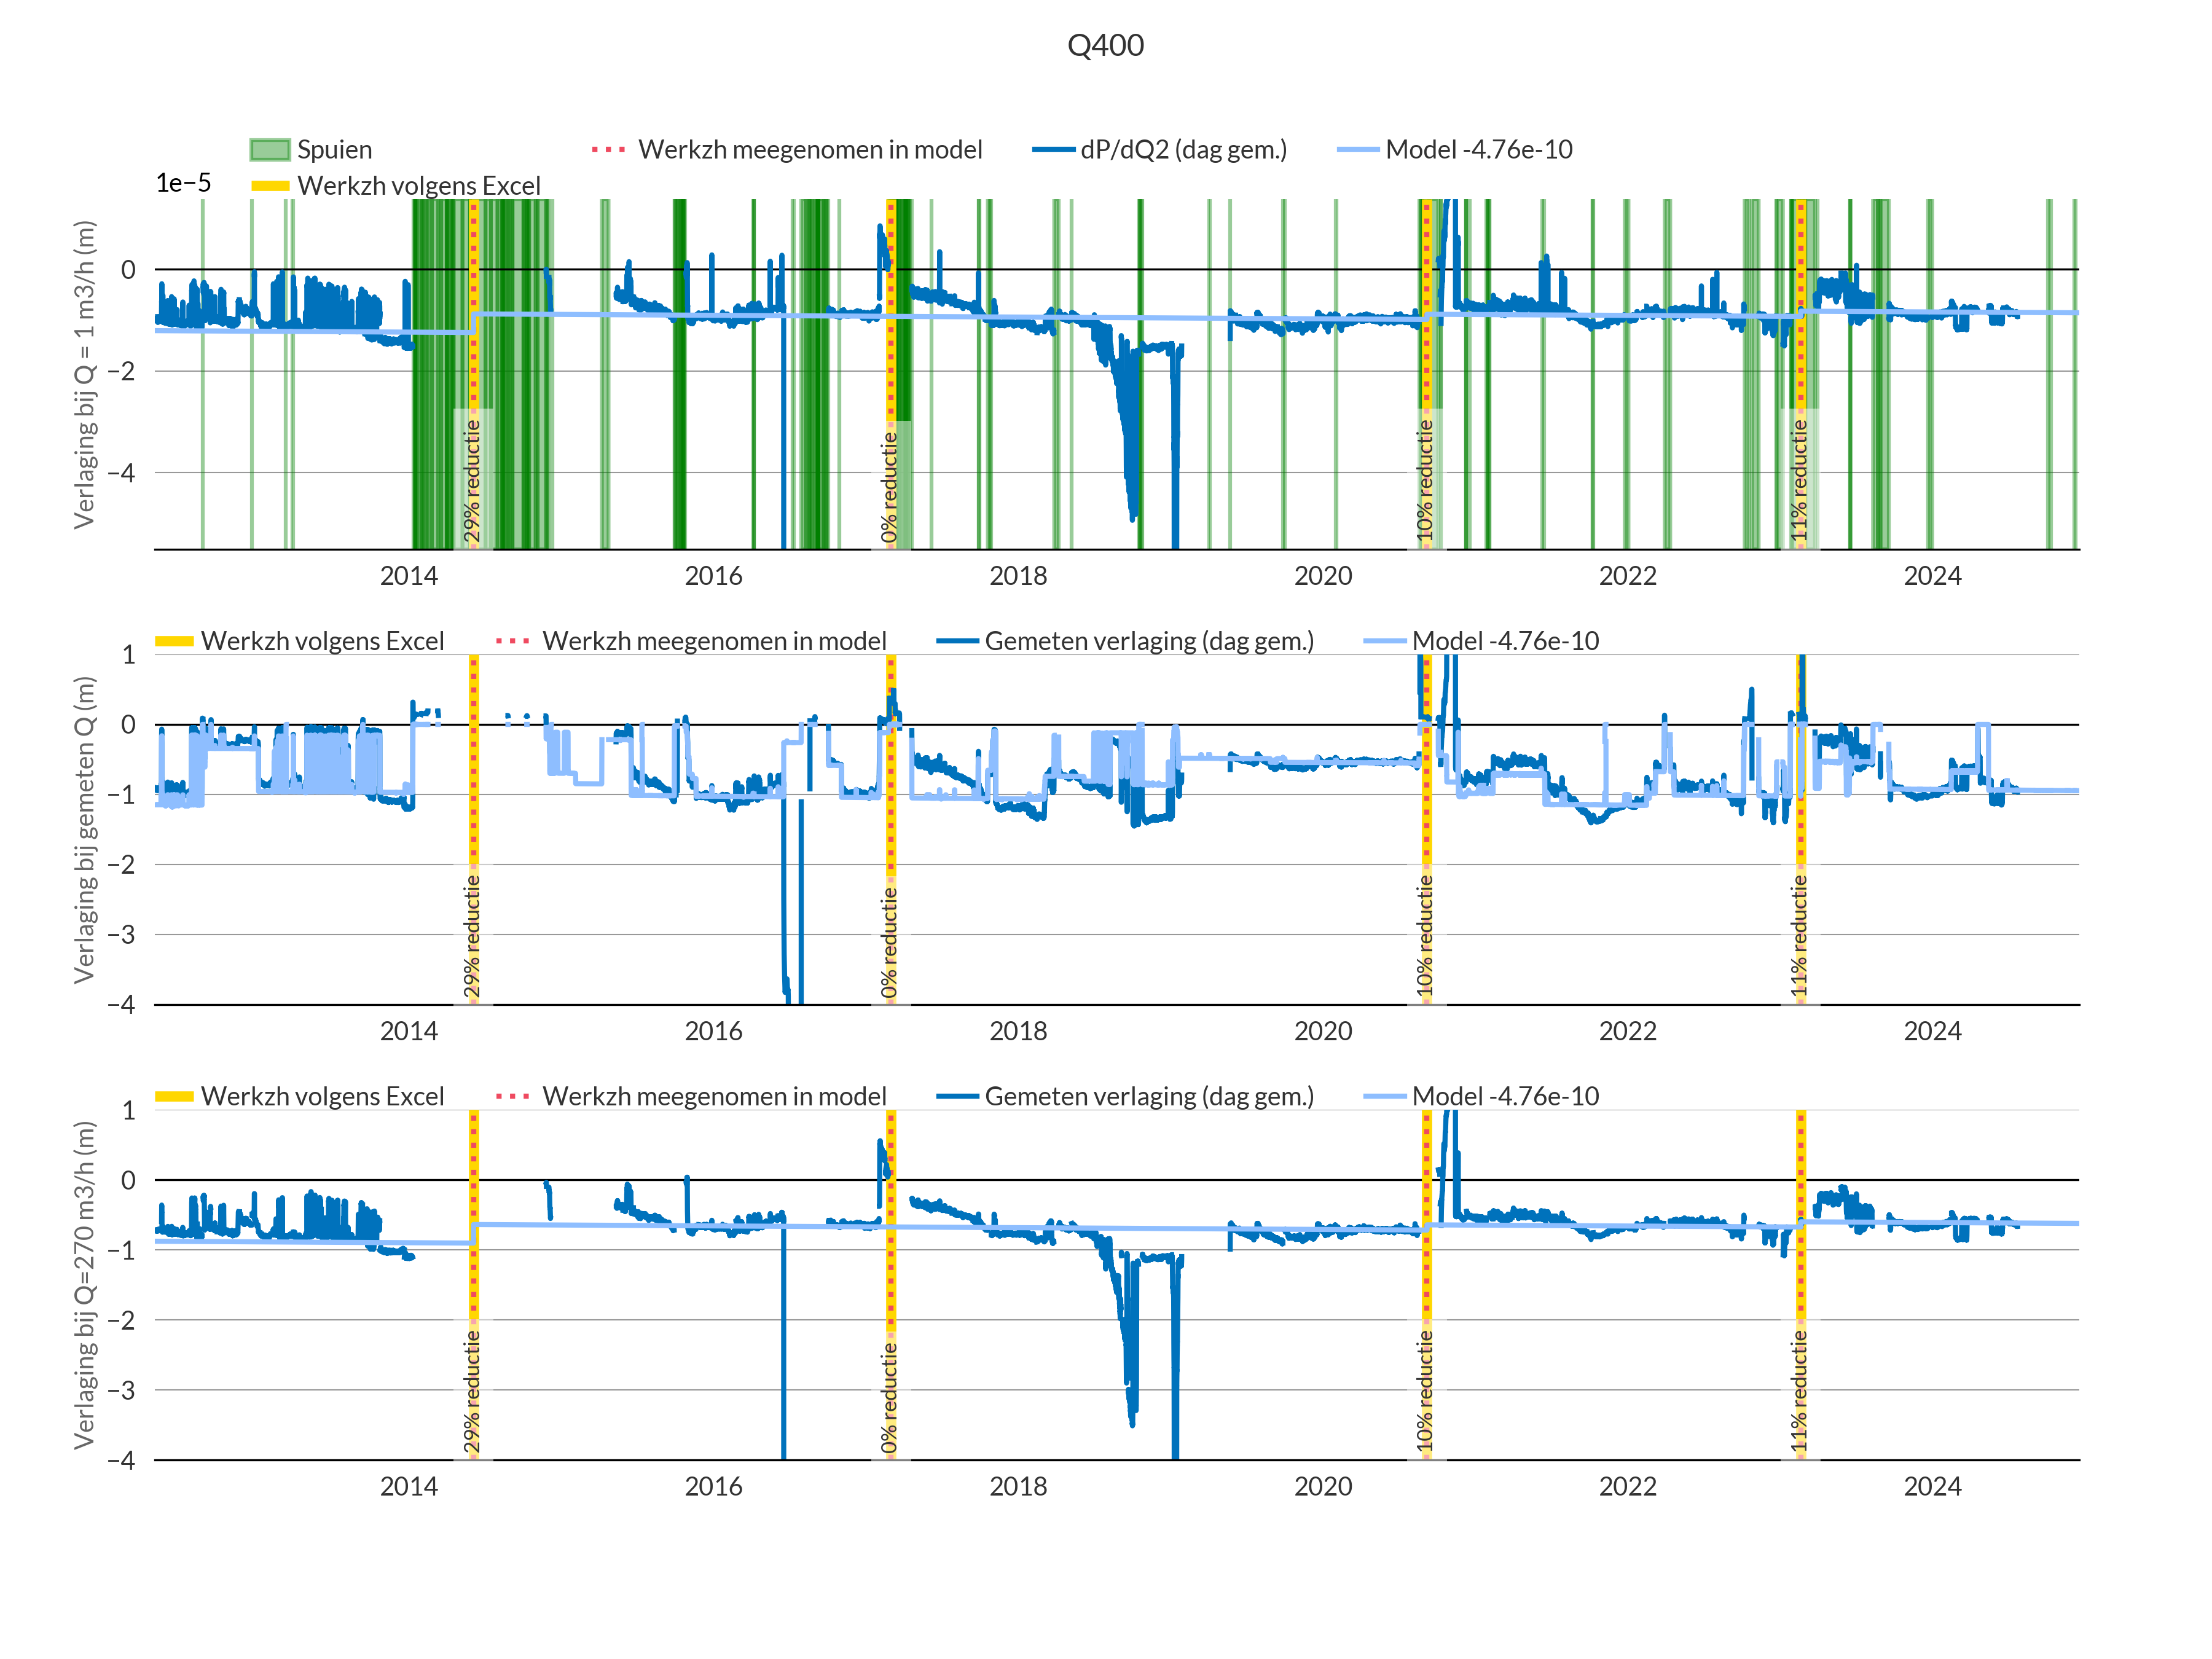 Q400
Spuien
Werkzh meegenomen in model
dP/dQ2 (dag gem.)
Model -4.76e-10
Werkzh volgens Excel
1e−5
Verlaging bij Q = 1 m3/h (m)
0
−2
−4
29% reductie
0% reductie
10% reductie
11% reductie
2014
2016
2018
2020
2022
2024
Werkzh volgens Excel
Werkzh meegenomen in model
Gemeten verlaging (dag gem.)
Model -4.76e-10
Verlaging bij gemeten Q (m)
1
0
−1
−2
−3
−4
29% reductie
0% reductie
10% reductie
11% reductie
2014
2016
2018
2020
2022
2024
Werkzh volgens Excel
Werkzh meegenomen in model
Gemeten verlaging (dag gem.)
Model -4.76e-10
Verlaging bij Q=270 m3/h (m)
1
0
−1
−2
−3
−4
29% reductie
0% reductie
10% reductie
11% reductie
2014
2016
2018
2020
2022
2024